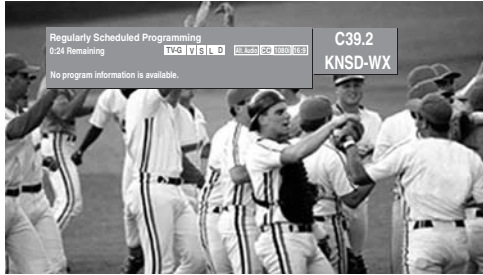 Regularly Scheduled Programming
0:24 Remaining TV-G V S L D Alt. Audio CC 1080i 16:9
No program information is available.
C39.2
KNSD-WX